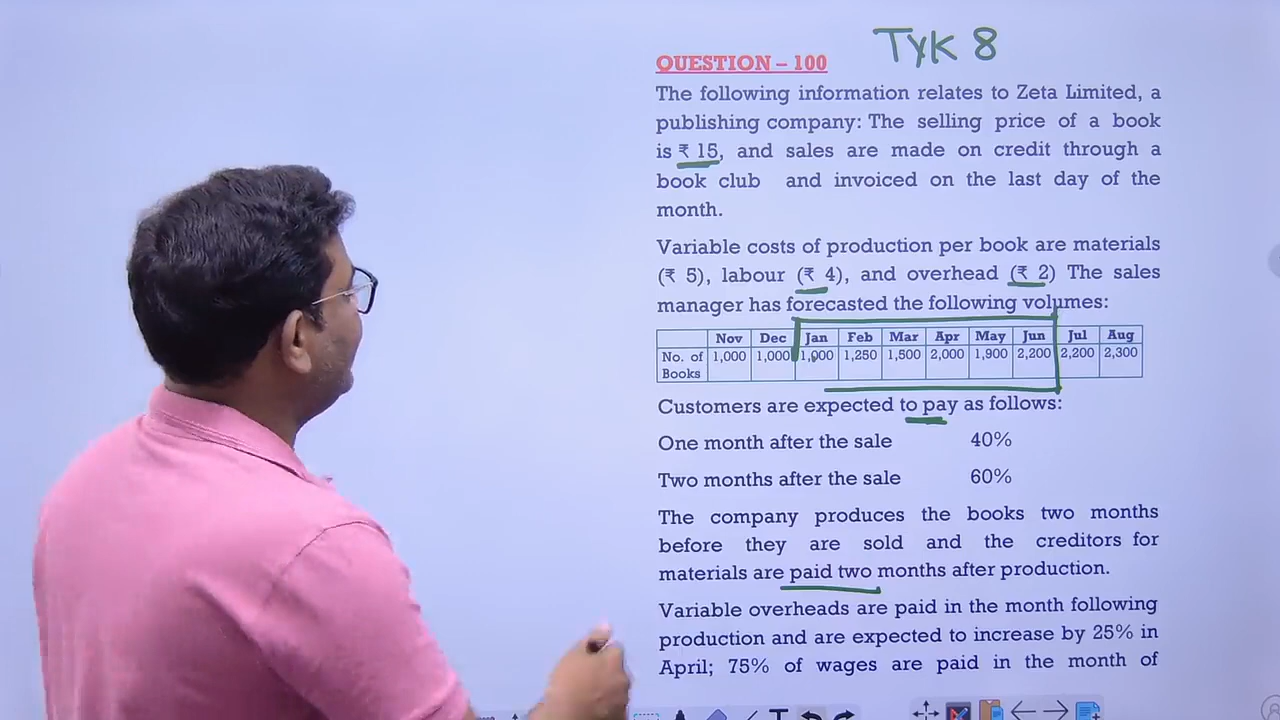 TYK 8
QUESTION – 100
The following information relates to Zeta Limited, a
publishing company: The selling price of a book
is ₹ 15, and sales are made on credit through a
book club and invoiced on the last day of the
month.
Variable costs of production per book are materials
(₹ 5), labour (₹ 4), and overhead (₹ 2) The sales
manager has forecasted the following volumes:
Nov Dec Jan Feb Mar Apr May Jun Jul Aug
No. of 1,000 1,000 1,000 1,250 1,500 2,000 1,900 2,200 2,200 2,300
Books
Customers are expected to pay as follows:
One month after the sale 40%
Two months after the sale 60%
The company produces the books two months
before they are sold and the creditors for
materials are paid two months after production.
Variable overheads are paid in the month following
production and are expected to increase by 25% in
April; 75% of wages are paid in the month of